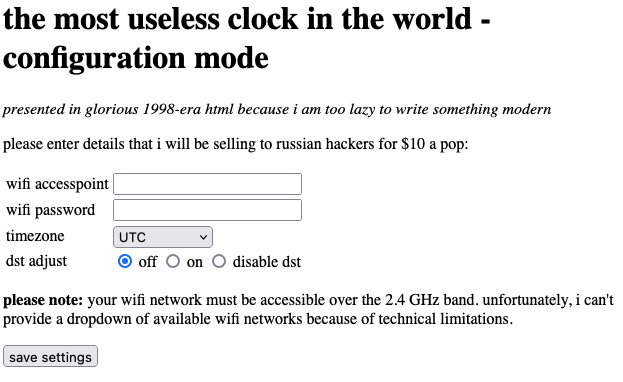 the most useless clock in the world -
configuration mode
presented in glorious 1998-era html because i am too lazy to write something modern
please enter details that i will be selling to russian hackers for $10 a pop:
wifi accesspoint
wifi password
timezone UTC
dst adjust off on disable dst
please note: your wifi network must be accessible over the 2.4 GHz band. unfortunately, i can't
provide a dropdown of available wifi networks because of technical limitations.
save settings